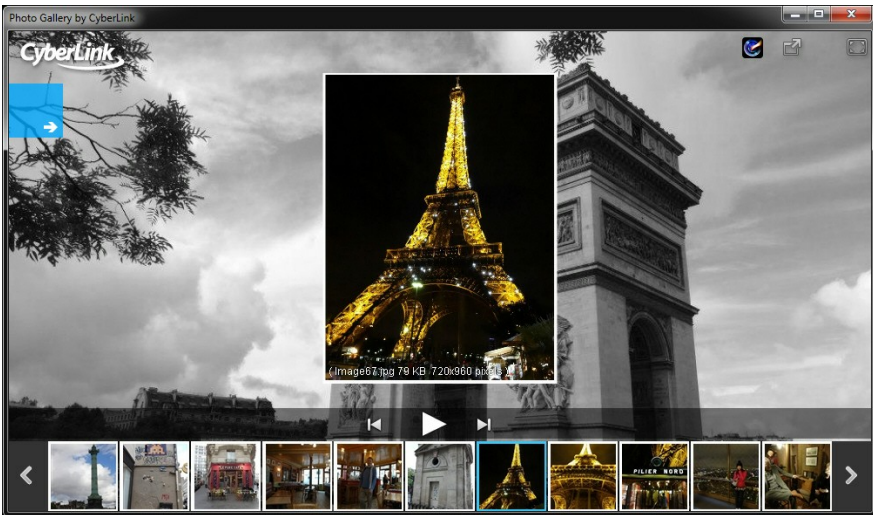 Photo Gallery by CyberLink
CyberLink
( Image67.jpg 79 KB 720x960 pixels )
PILIER NORD